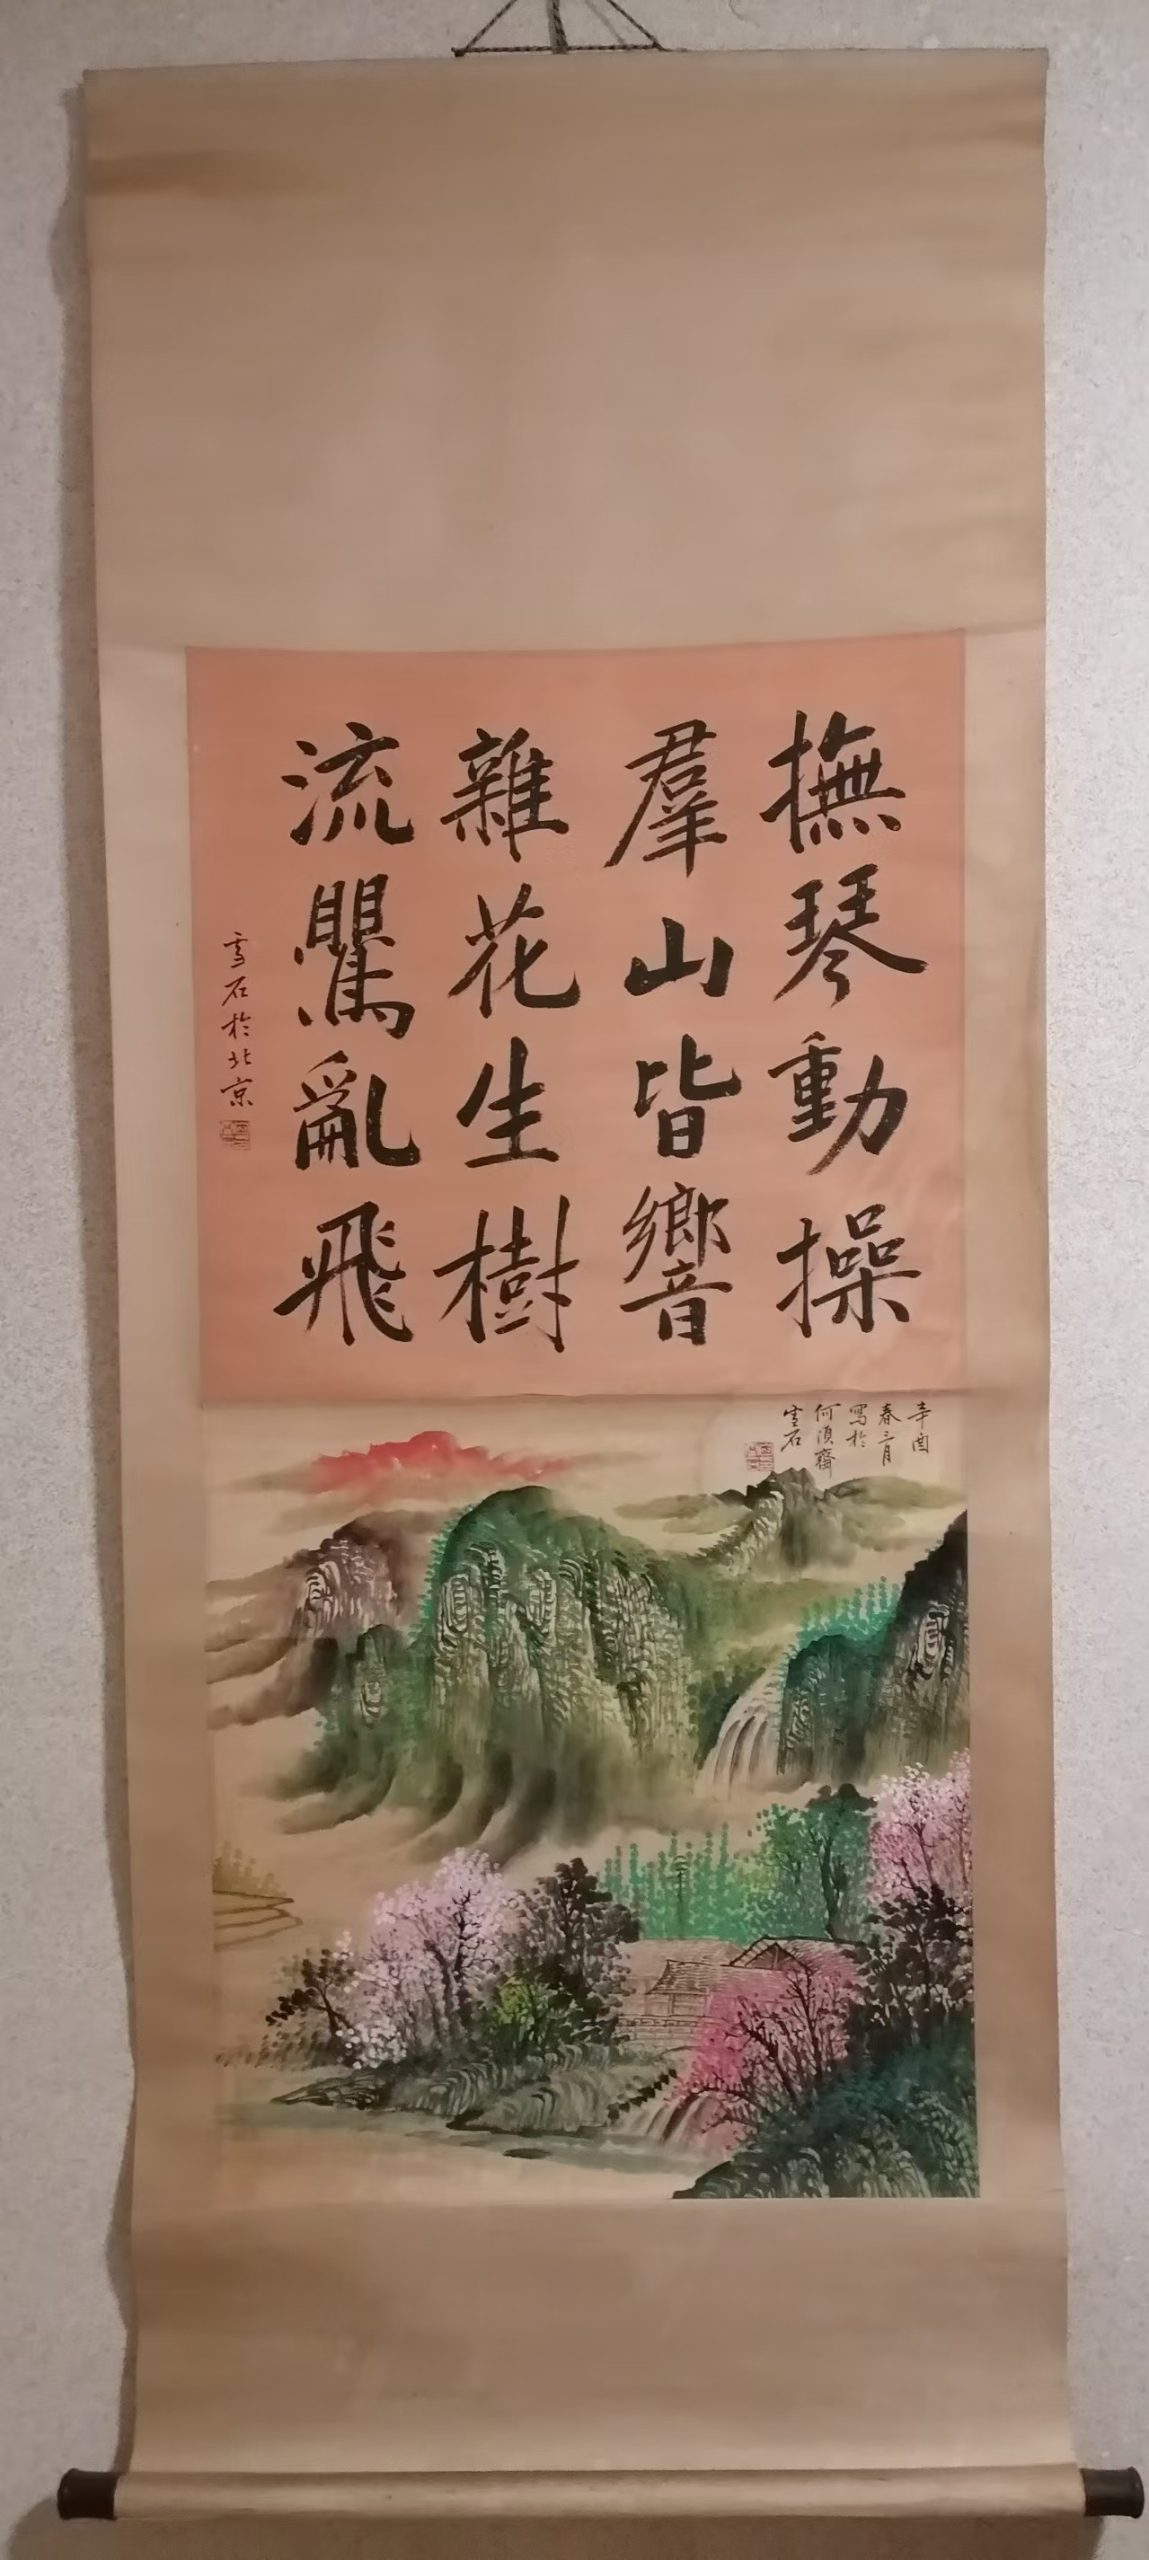 撫琴動操
羣山皆響
雜花生樹
流鸎亂飛
雪石於北京
辛酉
春三月
寫於
何須齋
雪石